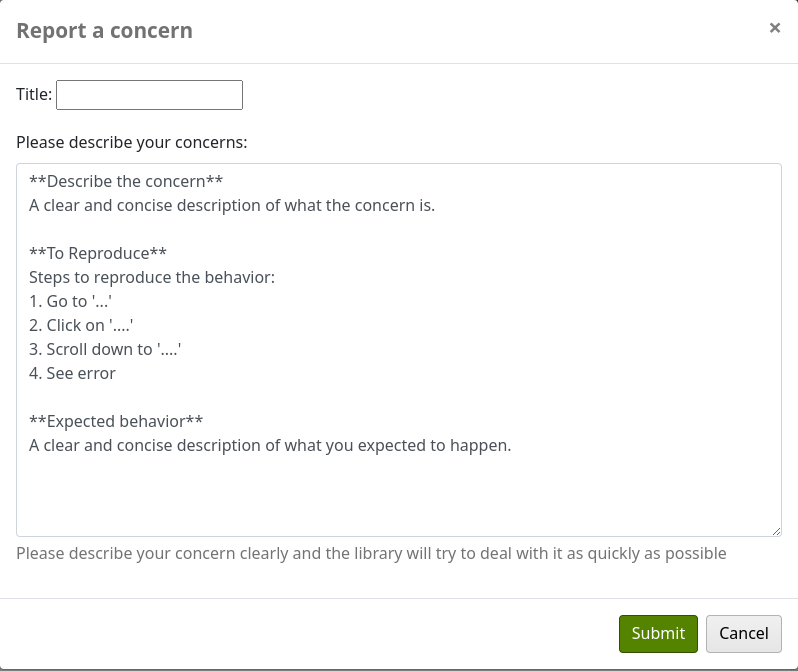 Report a concern ×
Title:
Please describe your concerns:
**Describe the concern**
A clear and concise description of what the concern is.
**To Reproduce**
Steps to reproduce the behavior:
1. Go to '...'
2. Click on '....'
3. Scroll down to '....'
4. See error
**Expected behavior**
A clear and concise description of what you expected to happen.
Please describe your concern clearly and the library will try to deal with it as quickly as possible
Submit Cancel